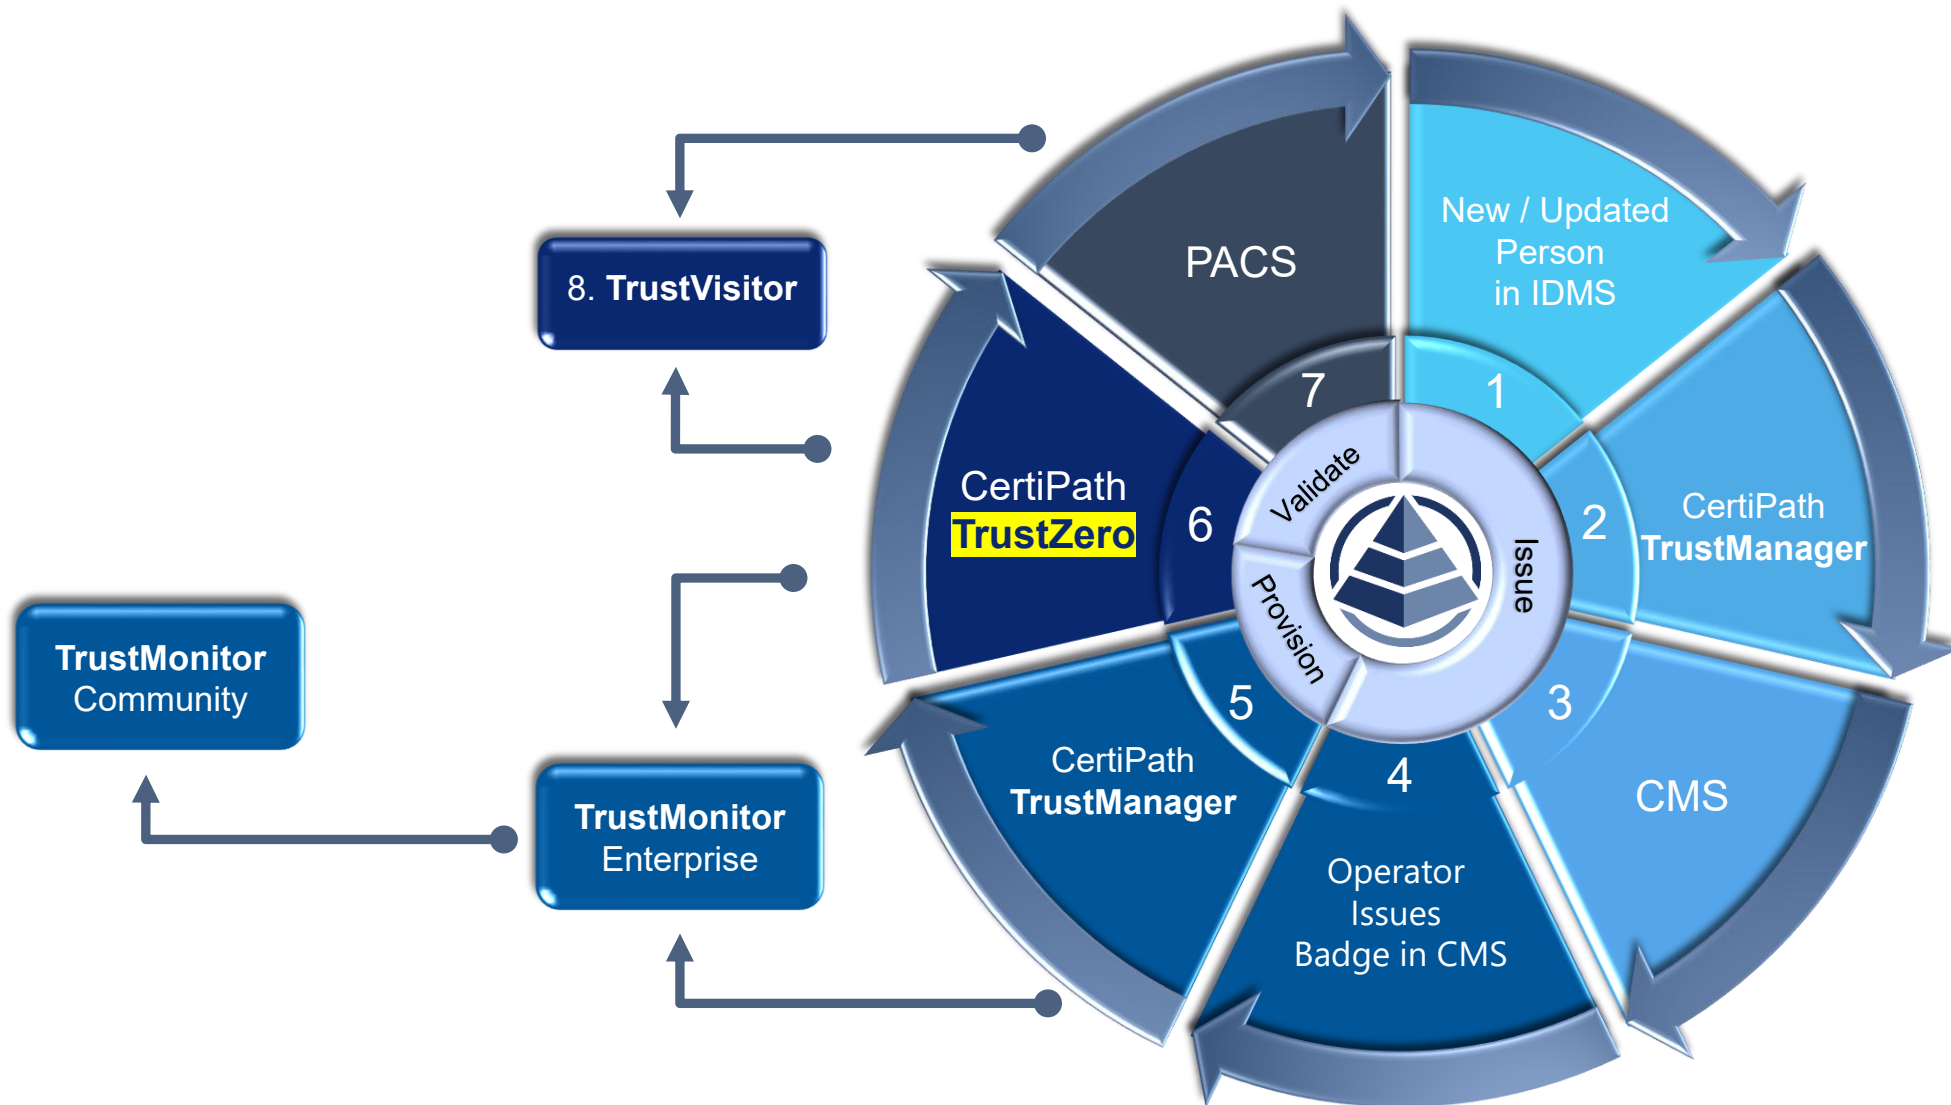 New / Updated
Person
in IDMS
1
CertiPath
TrustManager
2
CMS
3
Operator
Issues
Badge in CMS
4
CertiPath
TrustManager
5
CertiPath
TrustZero
6
PACS
7
Issue
Provision
Validate
8. TrustVisitor
TrustMonitor
Enterprise
TrustMonitor
Community